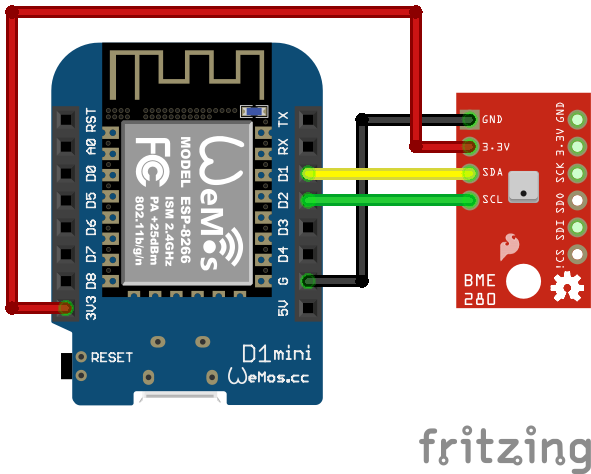 RST
A0
D0
D5
D6
D7
D8
3V3
TX
RX
D1
D2
D3
D4
G
5V
WeMos
MODEL ESP-8266
ISM 2.4GHz
PA +25dBm
802.11b/g/n
FC
RESET
D1mini
WeMos.cc
GND
3.3V
SDA
SCL
GND
3.3V
SCK
SDO
SDI
CS
BME
280
fritzing